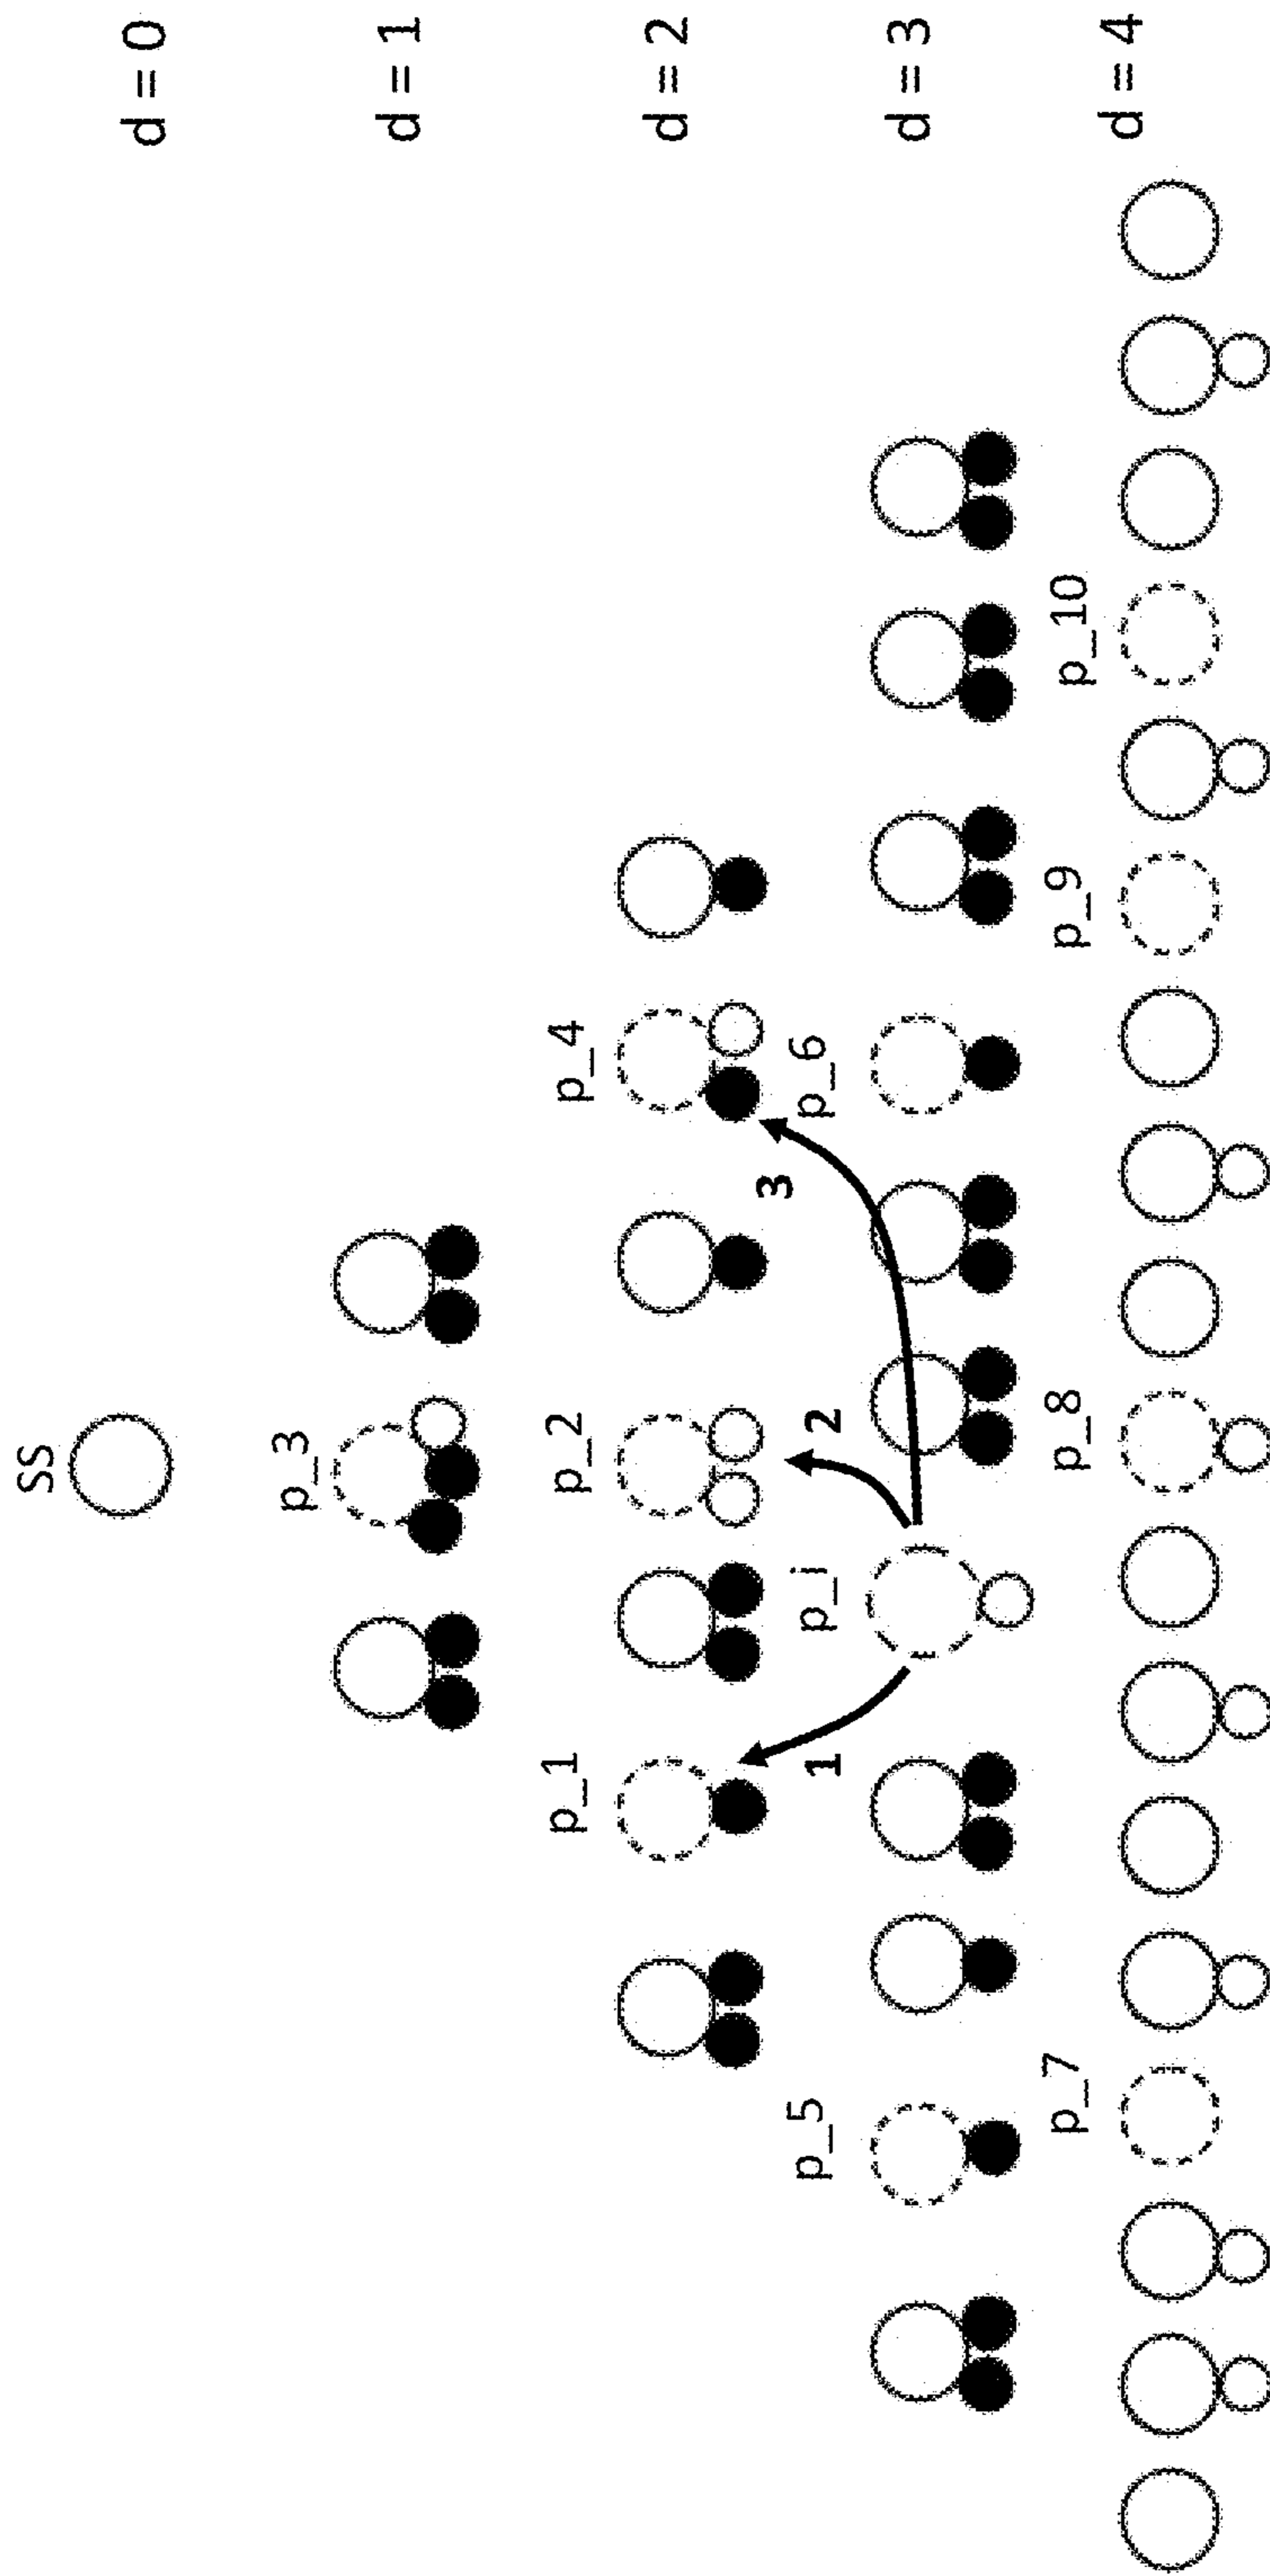 SS
d = 0
p_3
d = 1
p_1
p_2
p_4
d = 2
1
2
3
p_5
p_i
p_6
d = 3
p_7
p_8
p_9
p_10
d = 4